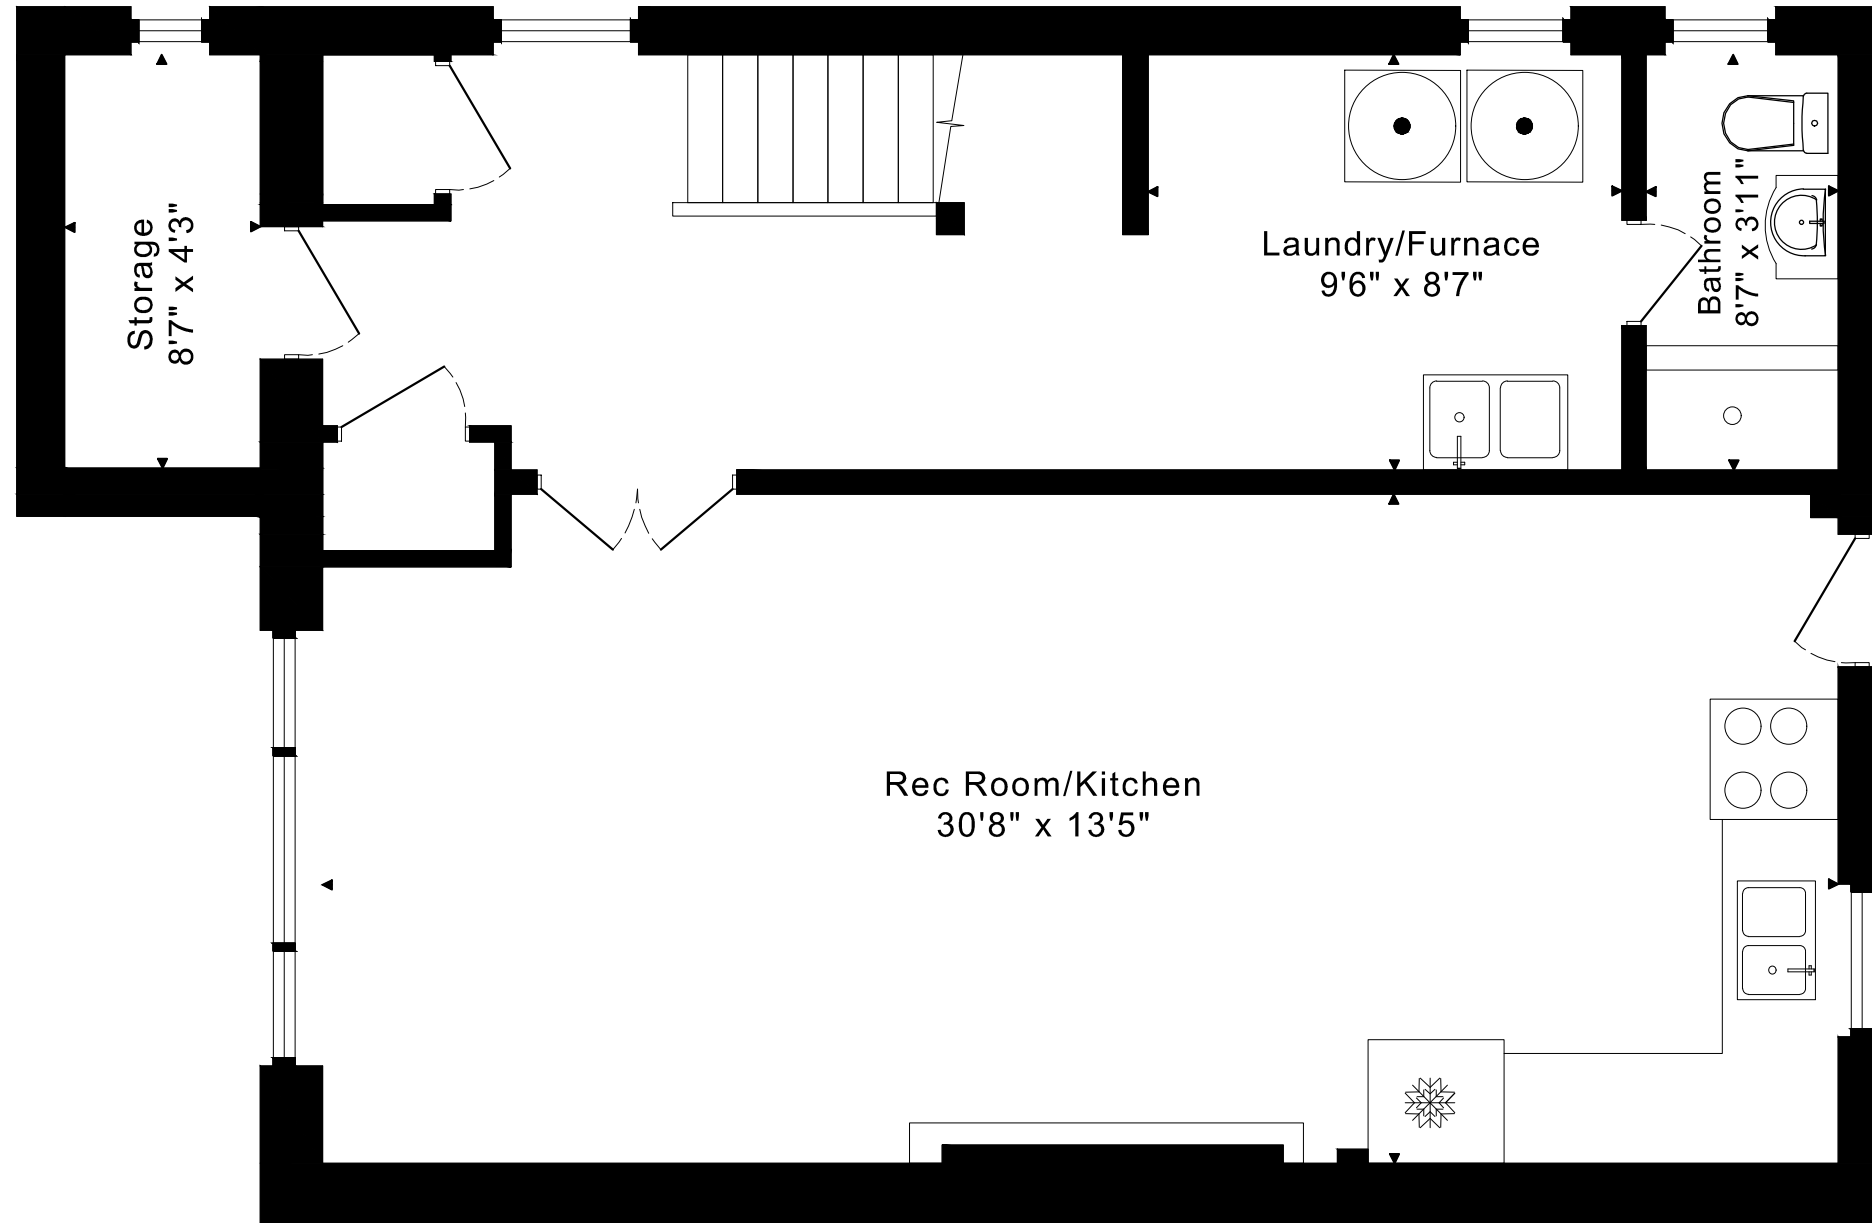 Storage
8'7" x 4'3"
Laundry/Furnace
9'6" x 8'7"
Bathroom
8'7" x 3'11"
Rec Room/Kitchen
30'8" x 13'5"